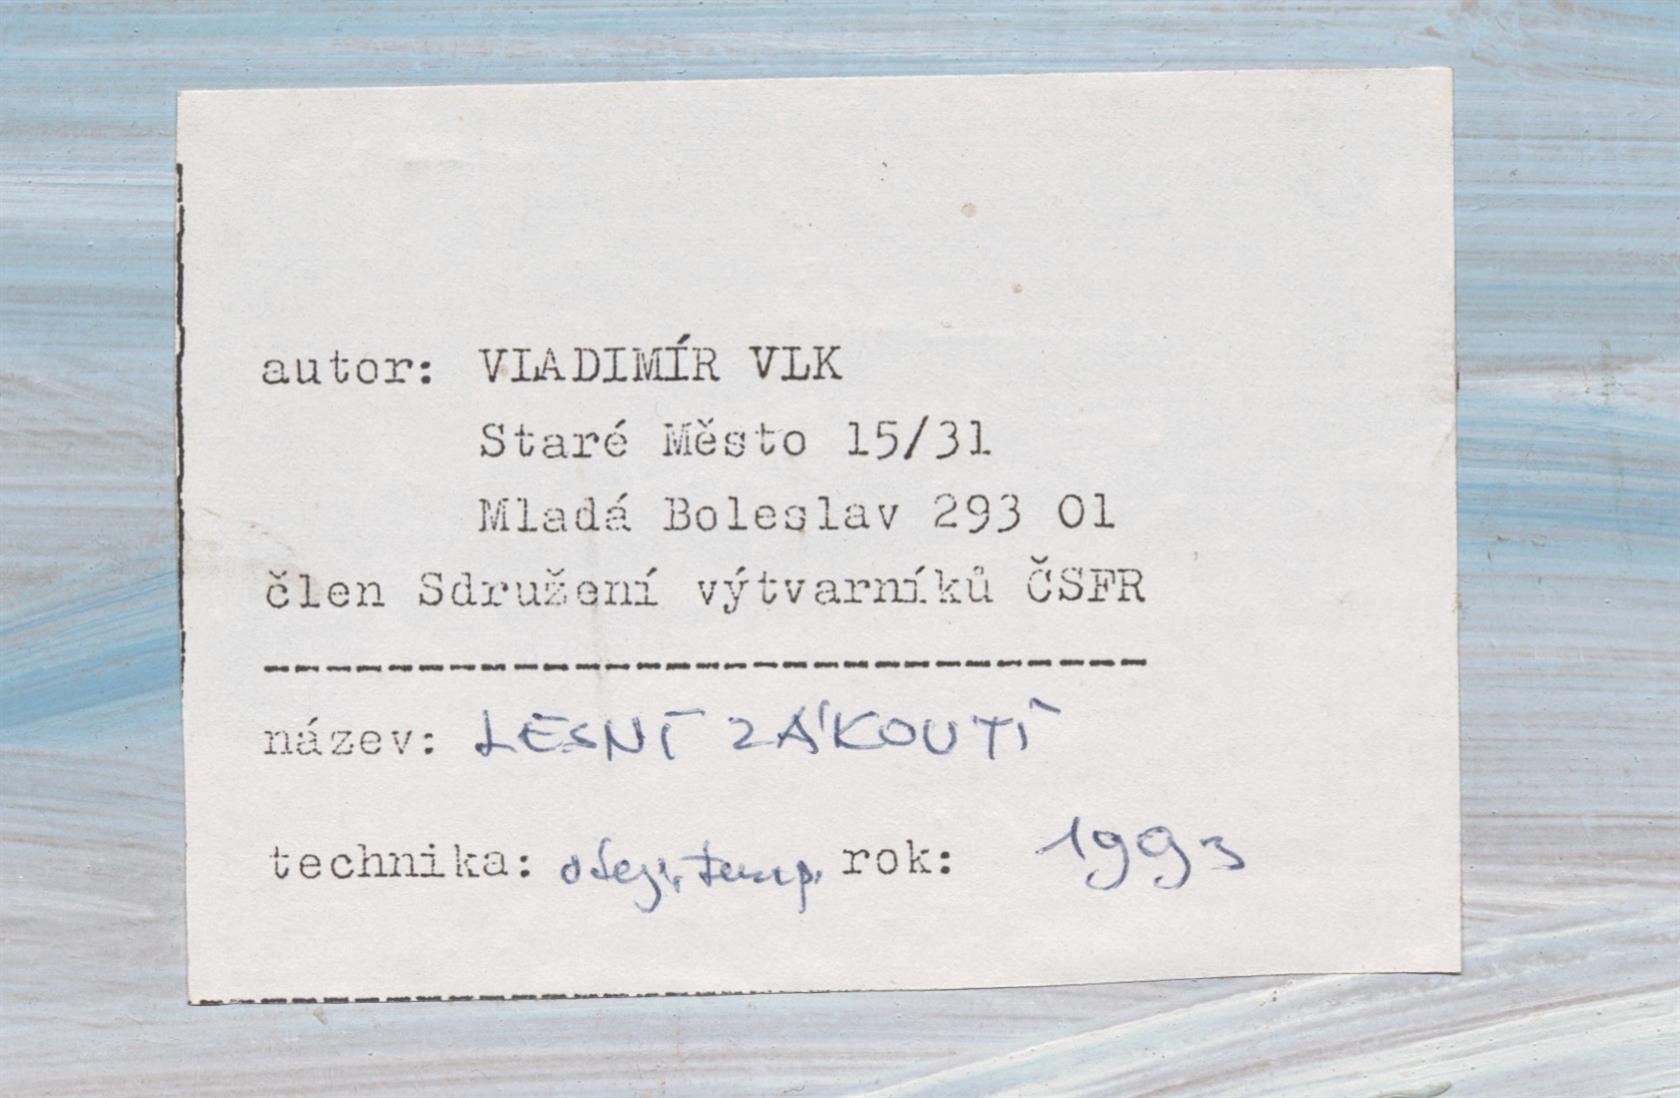 autor: VLADIMÍR VLK
Staré Město 15/31
Mladá Boleslav 293 01
člen Sdružení výtvarníků ČSFR
název: LESNÍ ZÁKOUTÍ
technika: olej. temp. rok: 1993